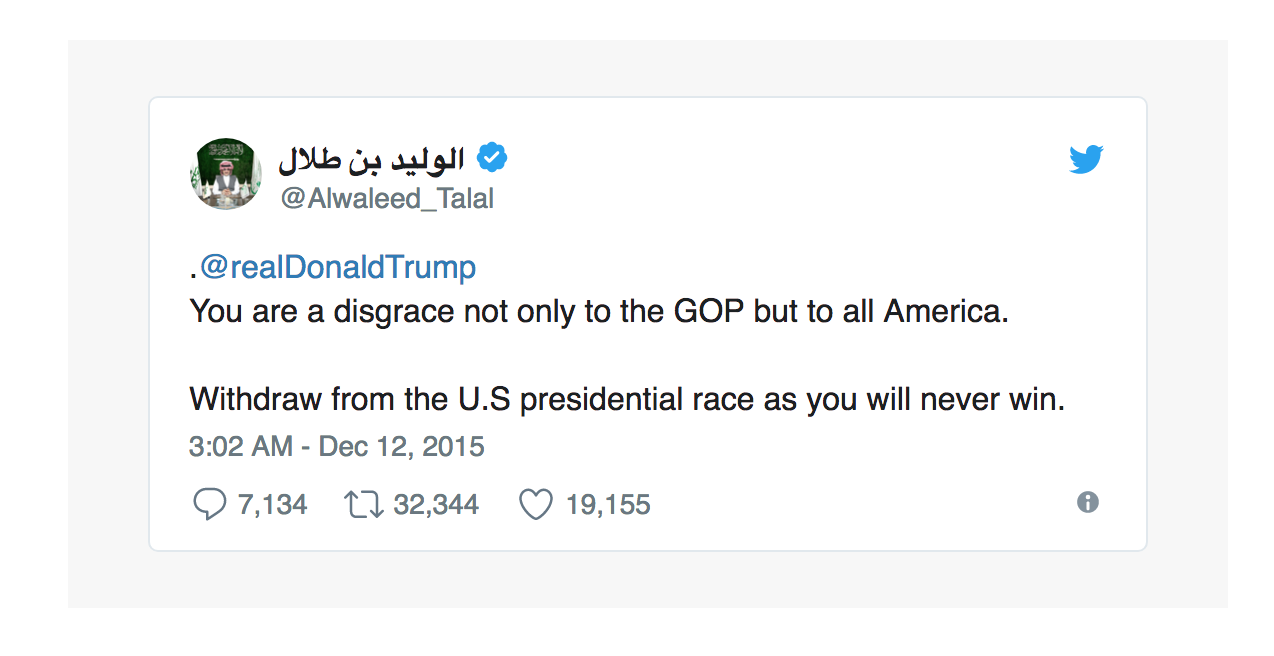 الوليد بن طلال
@Alwaleed_Talal
.@realDonaldTrump
You are a disgrace not only to the GOP but to all America.
Withdraw from the U.S presidential race as you will never win.
3:02 AM - Dec 12, 2015
7,134 32,344 19,155